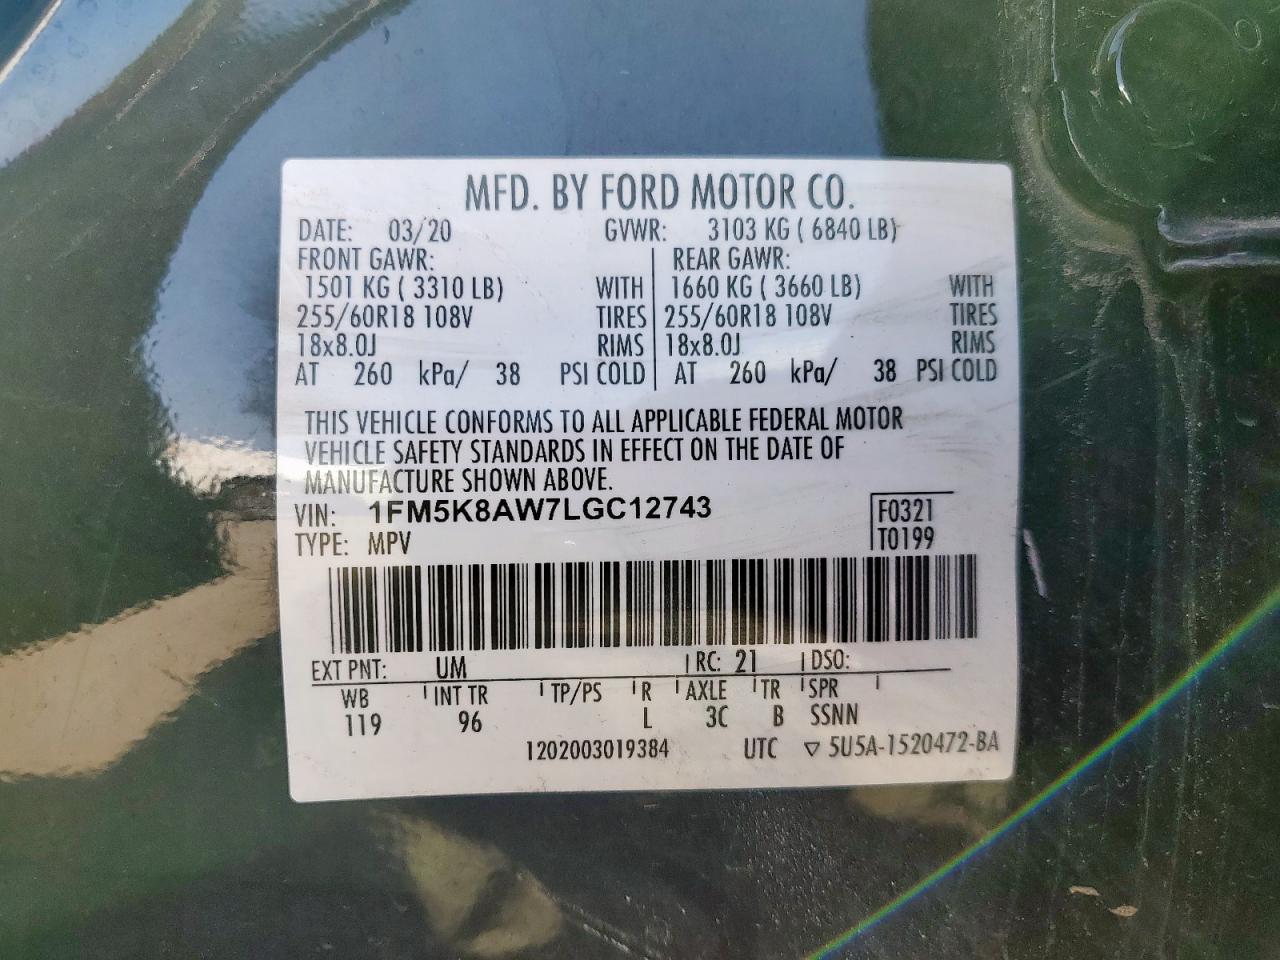 MFD. BY FORD MOTOR CO.
DATE: 03/20 GVWR: 3103 KG ( 6840 LB)
FRONT GAWR: REAR GAWR:
1501 KG ( 3310 LB) WITH 1660 KG ( 3660 LB) WITH
255/60R18 108V TIRES 255/60R18 108V TIRES
18x8.0J RIMS 18x8.0J RIMS
AT 260 kPa/ 38 PSI COLD AT 260 kPa/ 38 PSI COLD
THIS VEHICLE CONFORMS TO ALL APPLICABLE FEDERAL MOTOR
VEHICLE SAFETY STANDARDS IN EFFECT ON THE DATE OF
MANUFACTURE SHOWN ABOVE.
VIN: 1FM5K8AW7LGC12743 F0321
TYPE: MPV T0199
EXT PNT: UM RC: 21 DSO:
WB INT TR TP/PS R AXLE TR SPR
119 96 L 3C B SSNN
1202003019384 UTC ▽ 5U5A-1520472-BA